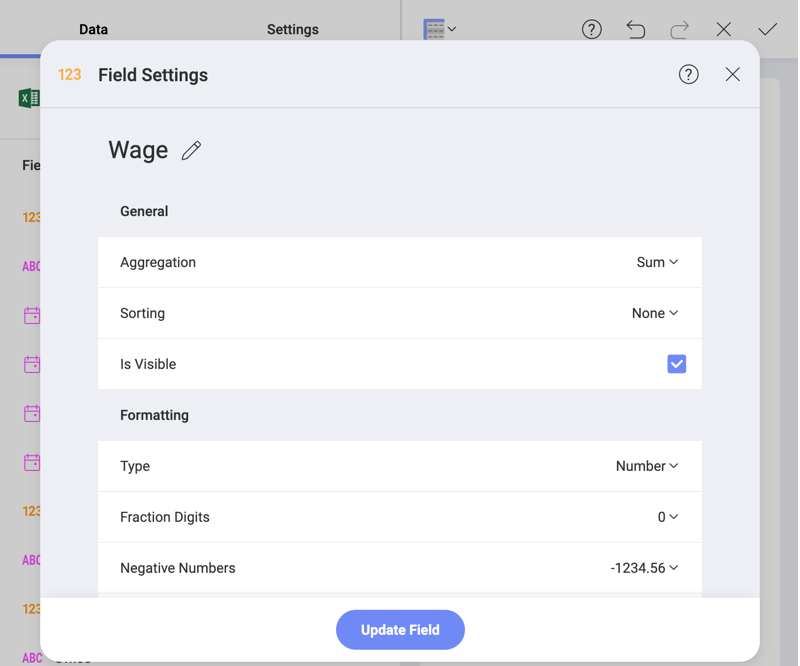 Data
Settings
123 Field Settings
Fie
Wage
General
Aggregation Sum
Sorting None
Is Visible
Formatting
Type Number
Fraction Digits 0
Negative Numbers -1234.56
Update Field
123
ABC
123
ABC
123
ABC